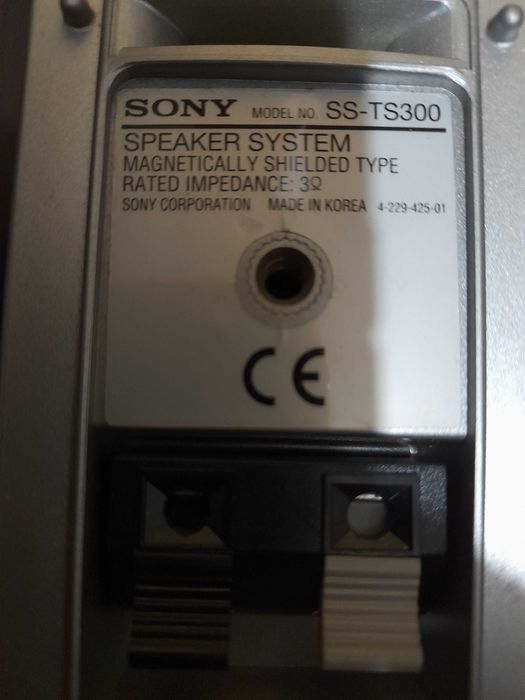 SONY MODEL NO. SS-TS300
SPEAKER SYSTEM
MAGNETICALLY SHIELDED TYPE
RATED IMPEDANCE: 3Ω
SONY CORPORATION MADE IN KOREA 4-229-425-01
CE